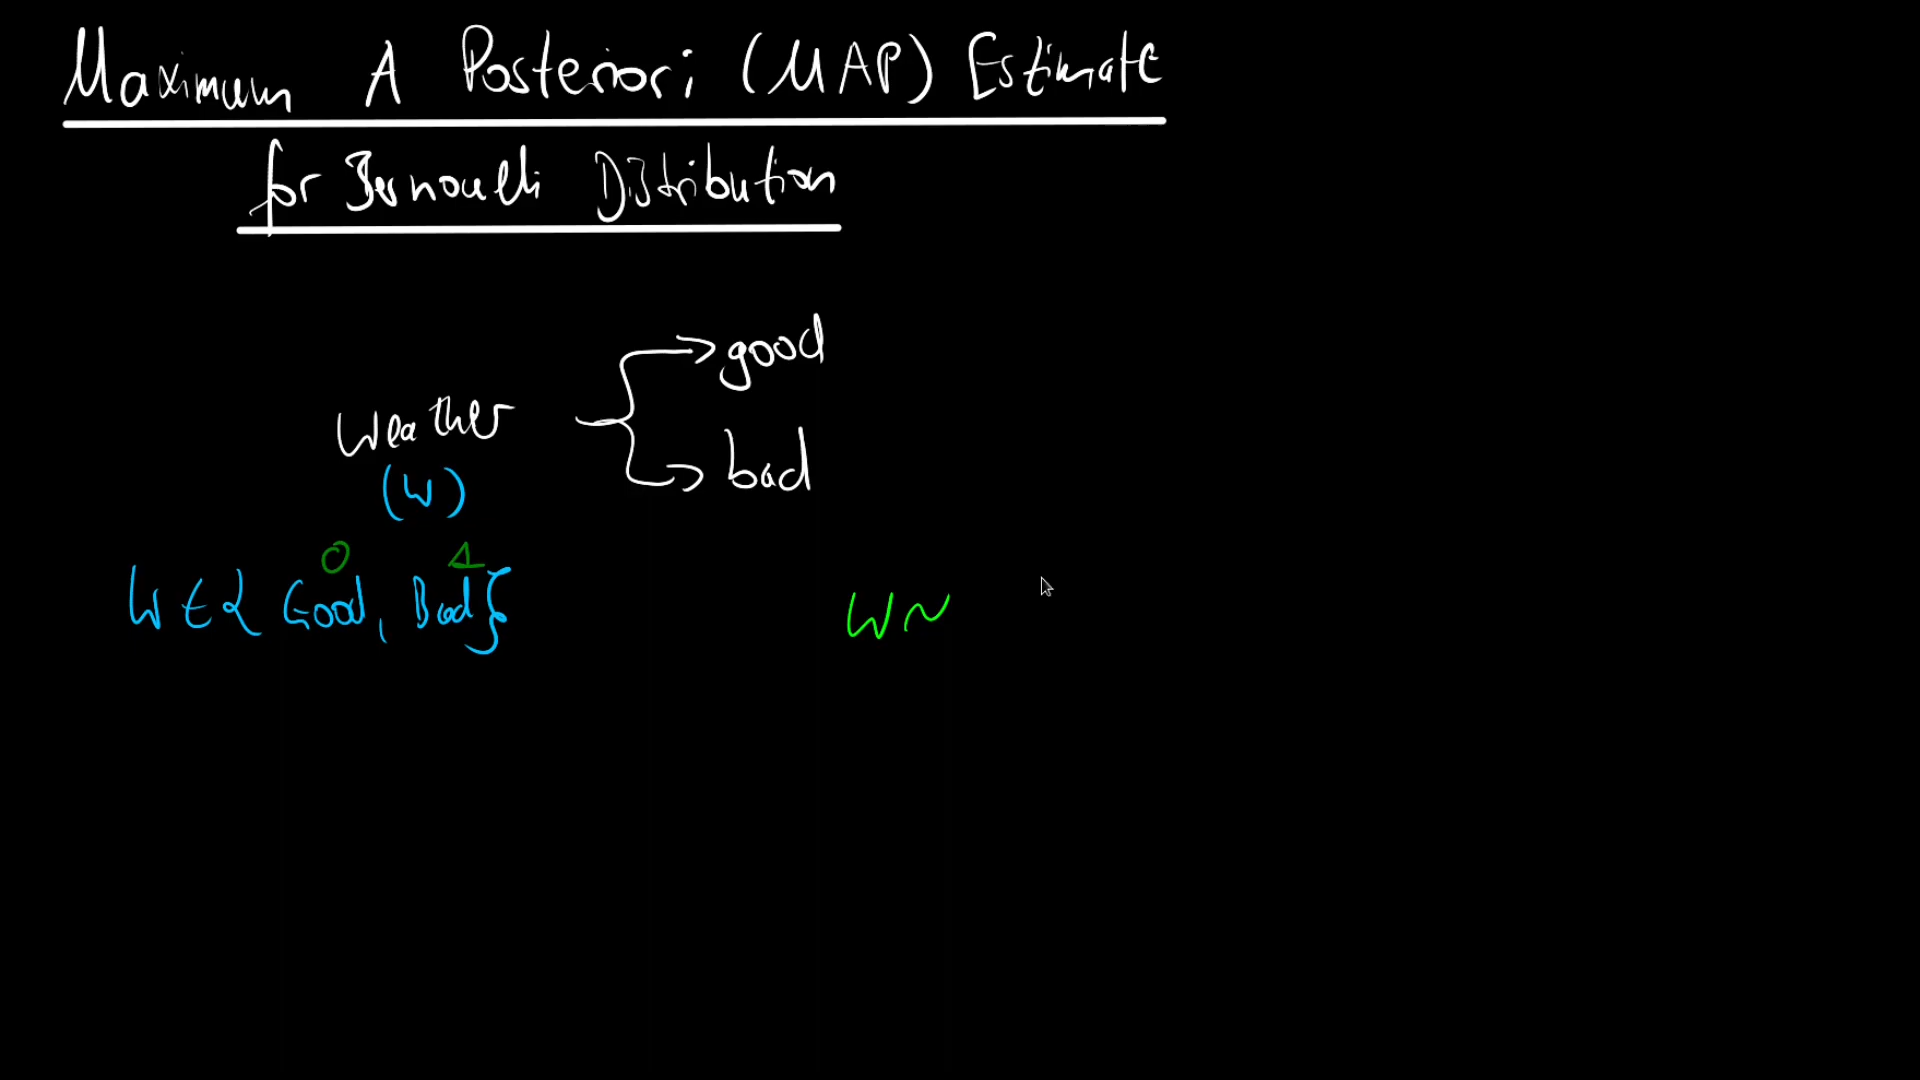 Maximum A Posteriori (MAP) Estimate
for Bernoulli Distribution
good
Weather
bad
(W)
0 1
W ∈ { Good, Bad }
W ~